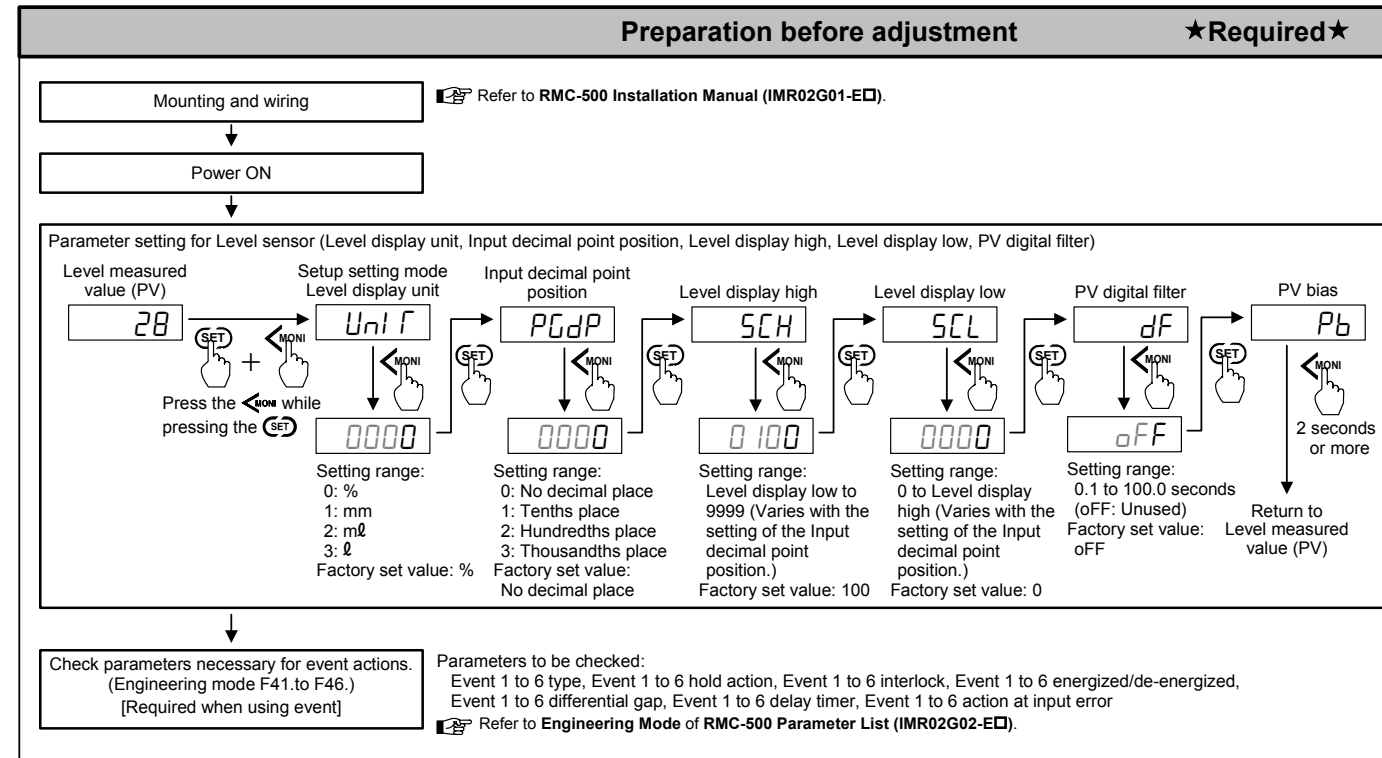 Preparation before adjustment ★Required★
Mounting and wiring
Refer to RMC-500 Installation Manual (IMR02G01-E□).
Power ON
Parameter setting for Level sensor (Level display unit, Input decimal point position, Level display high, Level display low, PV digital filter)
Level measured
value (PV)
28
SET
+
MONI
Press the <MONI while
pressing the SET
Setup setting mode
Level display unit
UnIT
MONI
0000
Setting range:
0: %
1: mm
2: mℓ
3: ℓ
Factory set value: %
SET
Input decimal point
position
PGdP
MONI
0000
Setting range:
0: No decimal place
1: Tenths place
2: Hundredths place
3: Thousandths place
Factory set value:
No decimal place
SET
Level display high
SCH
MONI
0100
Setting range:
Level display low to
9999 (Varies with the
setting of the Input
decimal point
position.)
Factory set value: 100
SET
Level display low
SCL
MONI
0000
Setting range:
0 to Level display
high (Varies with the
setting of the Input
decimal point
position.)
Factory set value: 0
SET
PV digital filter
dF
MONI
oFF
Setting range:
0.1 to 100.0 seconds
(oFF: Unused)
Factory set value:
oFF
SET
PV bias
Pb
MONI
2 seconds
or more
Return to
Level measured
value (PV)
Check parameters necessary for event actions.
(Engineering mode F41.to F46.)
[Required when using event]
Parameters to be checked:
Event 1 to 6 type, Event 1 to 6 hold action, Event 1 to 6 interlock, Event 1 to 6 energized/de-energized,
Event 1 to 6 differential gap, Event 1 to 6 delay timer, Event 1 to 6 action at input error
Refer to Engineering Mode of RMC-500 Parameter List (IMR02G02-E□).